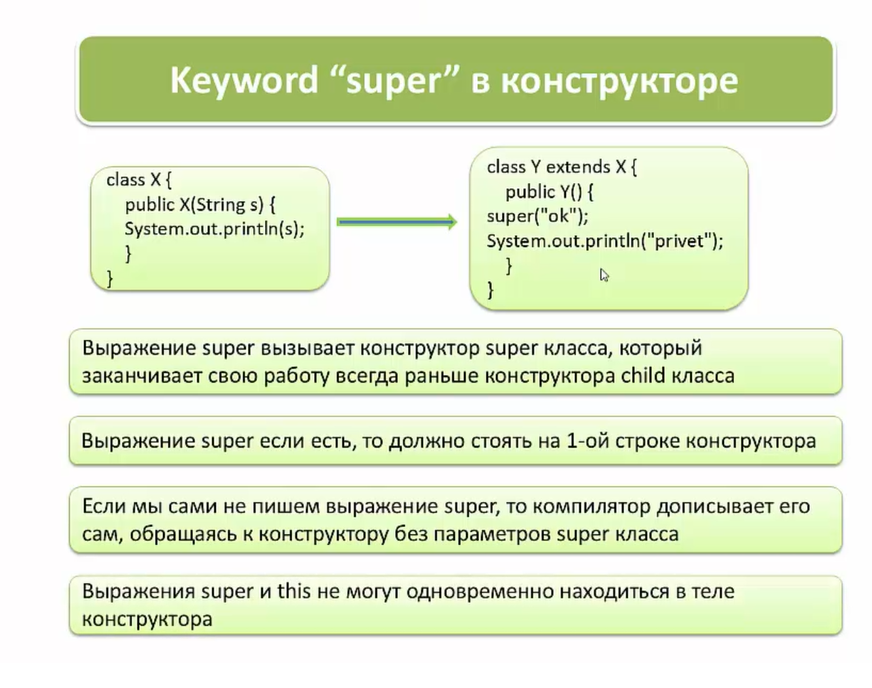 Keyword “super” в конструкторе
class X {
public X(String s) {
System.out.println(s);
}
}
class Y extends X {
public Y() {
super("ok");
System.out.println("privet");
}
}
Выражение super вызывает конструктор super класса, который
заканчивает свою работу всегда раньше конструктора child класса
Выражение super если есть, то должно стоять на 1-ой строке конструктора
Если мы сами не пишем выражение super, то компилятор дописывает его
сам, обращаясь к конструктору без параметров super класса
Выражения super и this не могут одновременно находиться в теле
конструктора